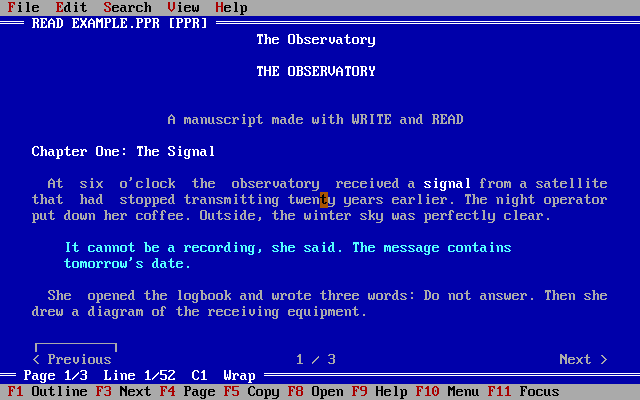 File Edit Search View Help
READ EXAMPLE.PPR [PPR]
The Observatory
THE OBSERVATORY
A manuscript made with WRITE and READ
Chapter One: The Signal
At six o'clock the observatory received a signal from a satellite
that had stopped transmitting twenty years earlier. The night operator
put down her coffee. Outside, the winter sky was perfectly clear.
It cannot be a recording, she said. The message contains
tomorrow's date.
She opened the logbook and wrote three words: Do not answer. Then she
drew a diagram of the receiving equipment.
< Previous 1 / 3 Next >
Page 1/3 Line 1/52 C1 Wrap
F1 Outline F3 Next F4 Page F5 Copy F8 Open F9 Help F10 Menu F11 Focus